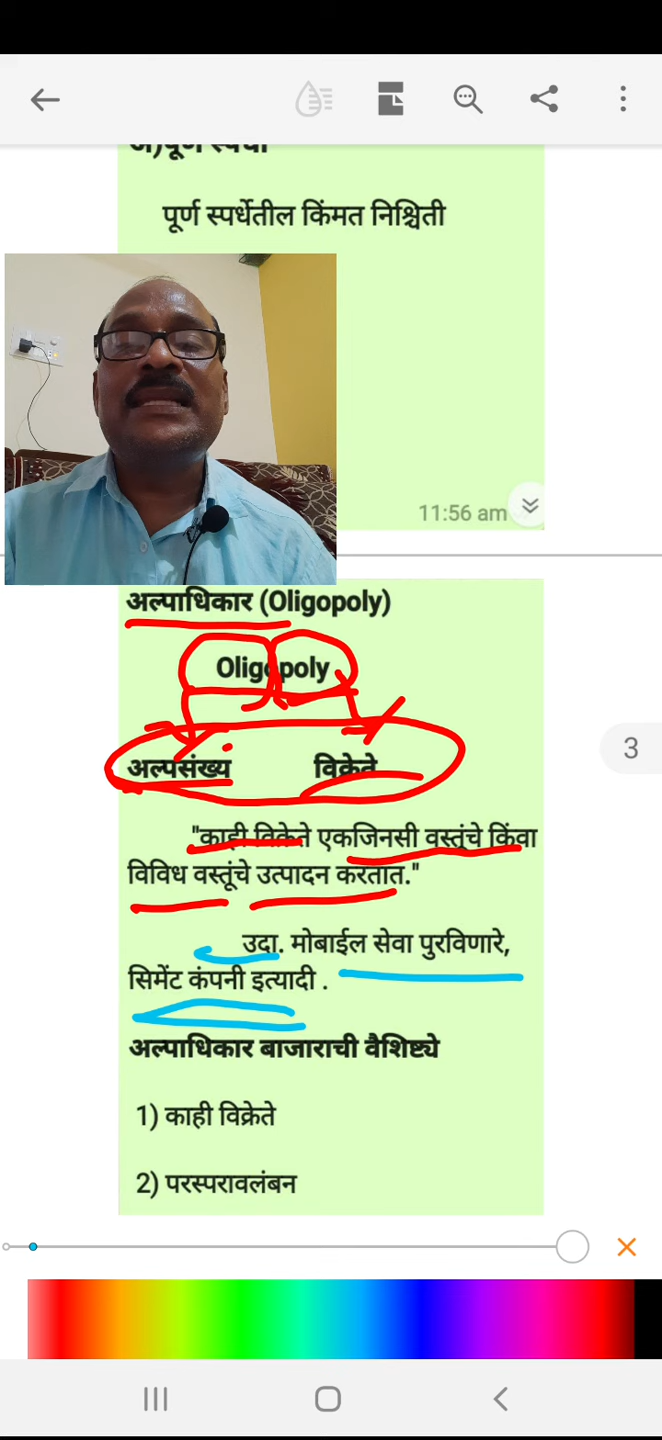 पूर्ण स्पर्धेतील किंमत निश्चिती
11:56 am
अल्पाधिकार (Oligopoly)
Oligopoly
अल्पसंख्य विक्रेते
3
"काही विक्रेते एकजिनसी वस्तूंचे किंवा
विविध वस्तूंचे उत्पादन करतात."
उदा. मोबाईल सेवा पुरविणारे,
सिमेंट कंपनी इत्यादी .
अल्पाधिकार बाजाराची वैशिष्ट्ये
1) काही विक्रेते
2) परस्परावलंबन